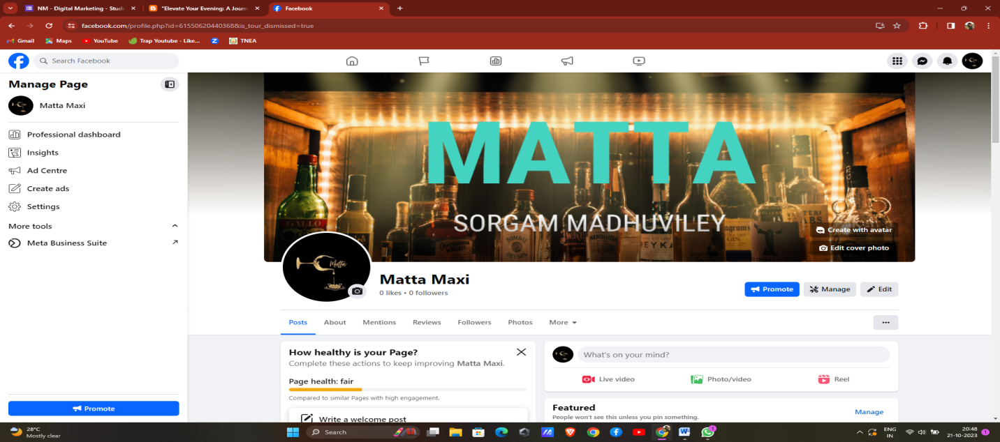 NM - Digital Marketing - Stude
"Elevate Your Evening: A Journ
Facebook
facebook.com/profile.php?id=61550620440368&is_tour_dismissed=true
Gmail
Maps
YouTube
Trap Youtube - Like...
TNEA
Search Facebook
Manage Page
Matta Maxi
Professional dashboard
Insights
Ad Centre
Create ads
Settings
More tools
Meta Business Suite
Promote
MATTA
SORGAM MADHUVILEY
GALLO
BOMBAY
Create with avatar
Edit cover photo
Matta
Matta Maxi
0 likes • 0 followers
Promote
Manage
Edit
Posts
About
Mentions
Reviews
Followers
Photos
More
How healthy is your Page?
Complete these actions to keep improving Matta Maxi.
Page health: fair
Compared to similar Pages with high engagement.
Write a welcome post
What's on your mind?
Live video
Photo/video
Reel
Featured
Manage
People won't see this unless you pin something.
28°C
Mostly clear
Search
ENG
IN
20:48
21-10-2023
1